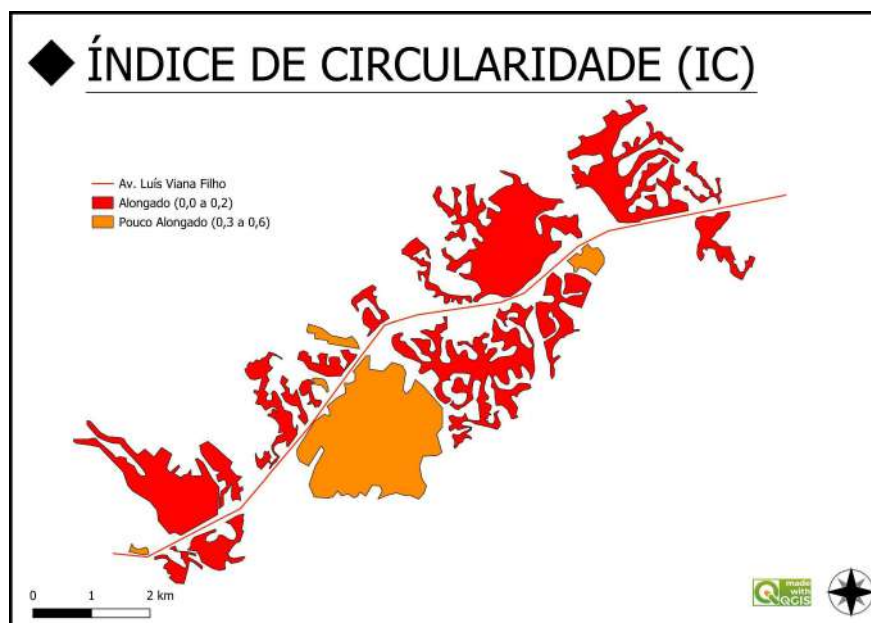 ÍNDICE DE CIRCULARIDADE (IC)
Av. Luís Viana Filho
Alongado (0,0 a 0,2)
Pouco Alongado (0,3 a 0,6)
0 1 2 km
made
with
QGIS